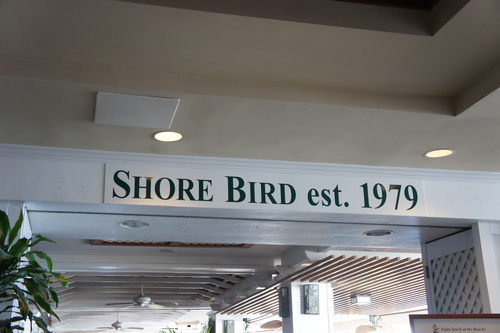 SHORE BIRD est. 1979